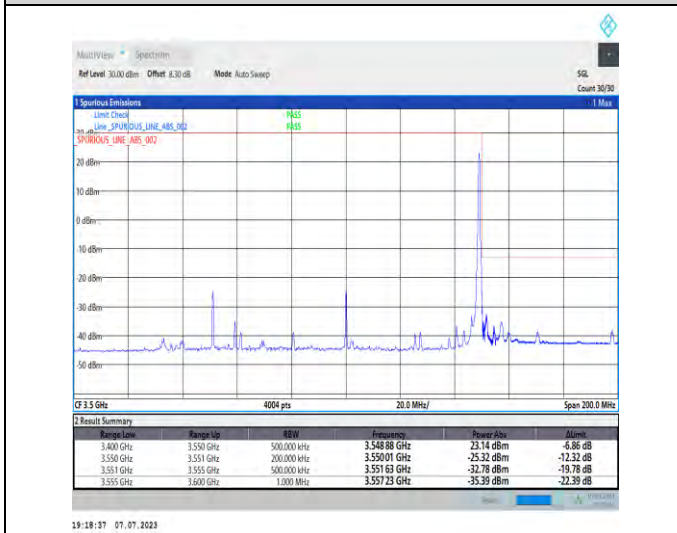 MultiView Spectrum
Ref Level 30.00 dBm Offset 8.30 dB Mode Auto Sweep SGL
Count 30/30
1 Spurious Emissions 1 Max
Limit Check PASS
Line _SPURIOUS_LINE_ABS_002 PASS
_SPURIOUS_LINE_ABS_002
20 dBm
10 dBm
0 dBm
-10 dBm
-20 dBm
-30 dBm
-40 dBm
-50 dBm
CF 3.5 GHz 4004 pts 20.0 MHz/ Span 200.0 MHz
2 Result Summary
Range Low Range Up RBW Frequency Power Abs ΔLimit
3.400 GHz 3.550 GHz 500.000 kHz 3.548 88 GHz 23.14 dBm -6.86 dB
3.550 GHz 3.551 GHz 200.000 kHz 3.550 01 GHz -25.32 dBm -12.32 dB
3.551 GHz 3.555 GHz 500.000 kHz 3.551 63 GHz -32.78 dBm -19.78 dB
3.555 GHz 3.600 GHz 1.000 MHz 3.557 23 GHz -35.39 dBm -22.39 dB
19:18:37 07.07.2023